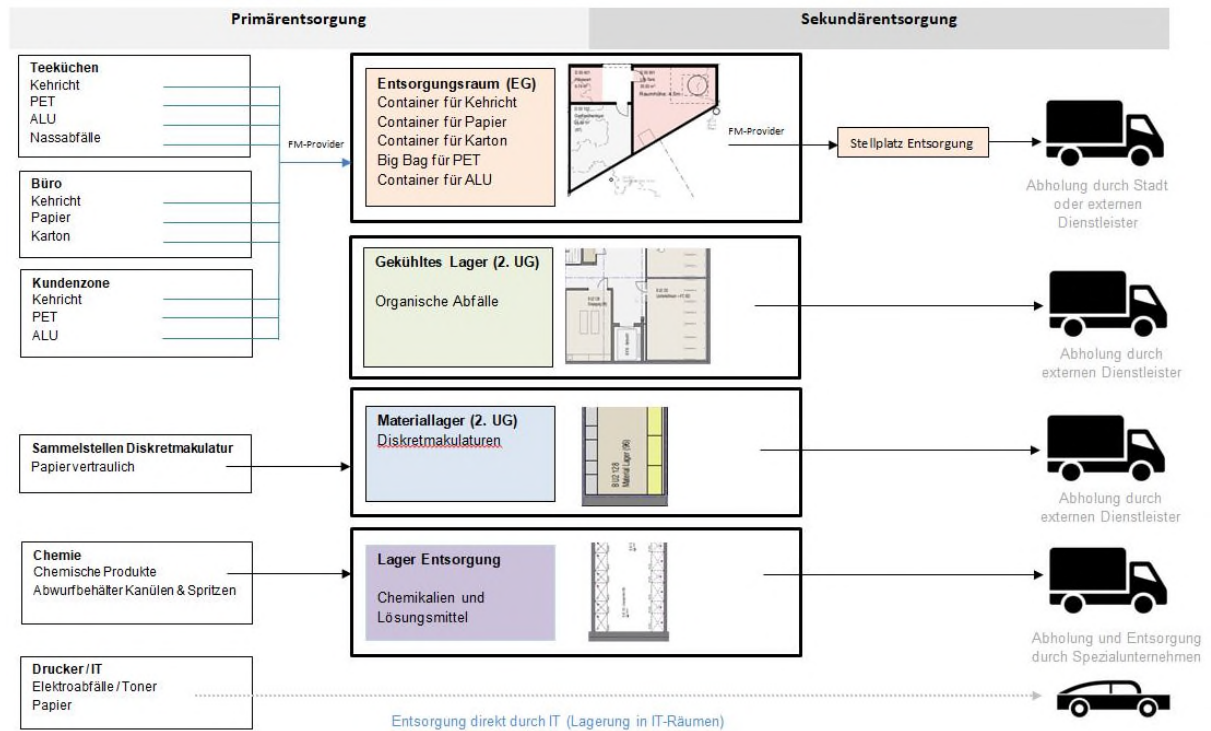 Primärentsorgung
Sekundärentsorgung
Teeküchen
Kehricht
PET
ALU
Nassabfälle
Büro
Kehricht
Papier
Karton
Kundenzone
Kehricht
PET
ALU
FM-Provider
Entsorgungsraum (EG)
Container für Kehricht
Container für Papier
Container für Karton
Big Bag für PET
Container für ALU
FM-Provider
Stellplatz Entsorgung
Abholung durch Stadt
oder externen
Dienstleister
Gekühltes Lager (2. UG)
Organische Abfälle
Abholung durch
externen Dienstleister
Sammelstellen Diskretmakulatur
Papier vertraulich
Materiallager (2. UG)
Diskretmakulaturen
BU2 128
Material Lager (96)
Abholung durch
externen Dienstleister
Chemie
Chemische Produkte
Abwurfbehälter Kanülen & Spritzen
Lager Entsorgung
Chemikalien und
Lösungsmittel
Abholung und Entsorgung
durch Spezialunternehmen
Drucker/IT
Elektroabfälle/Toner
Papier
Entsorgung direkt durch IT (Lagerung in IT-Räumen)